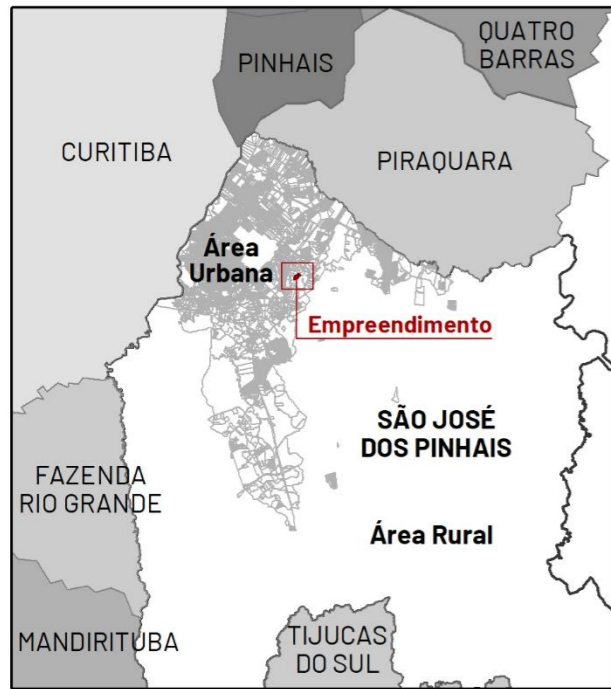 QUATRO
BARRAS
PINHAIS
CURITIBA
PIRAQUARA
Área
Urbana
Empreendimento
SÃO JOSÉ
DOS PINHAIS
FAZENDA
RIO GRANDE
Área Rural
MANDIRITUBA
TIJUCAS
DO SUL